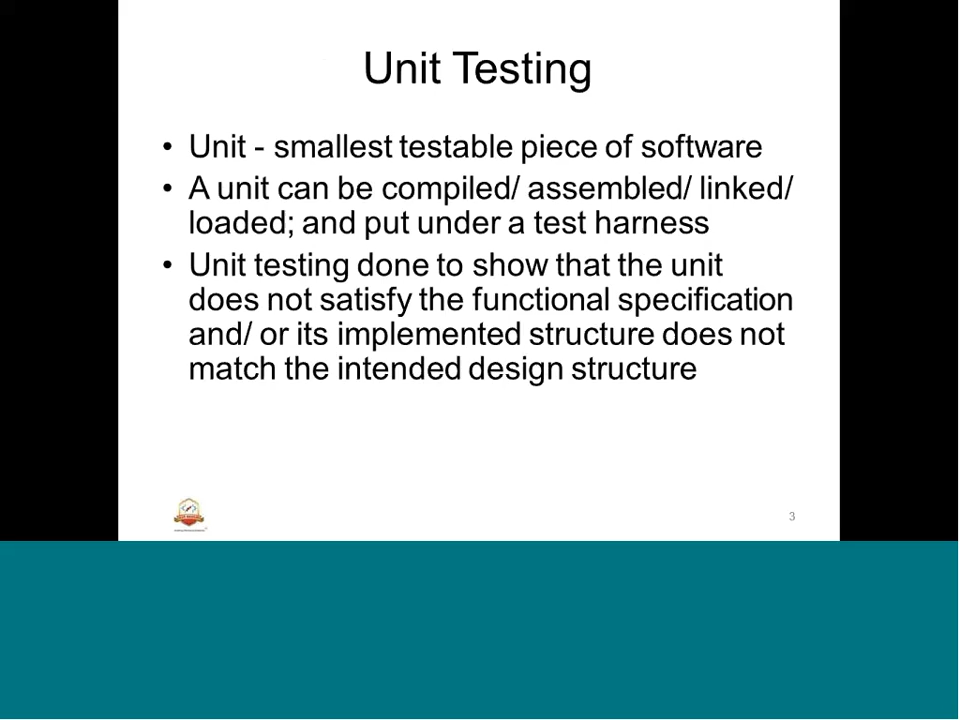 Unit Testing
• Unit - smallest testable piece of software
• A unit can be compiled/ assembled/ linked/
loaded; and put under a test harness
• Unit testing done to show that the unit
does not satisfy the functional specification
and/ or its implemented structure does not
match the intended design structure
3